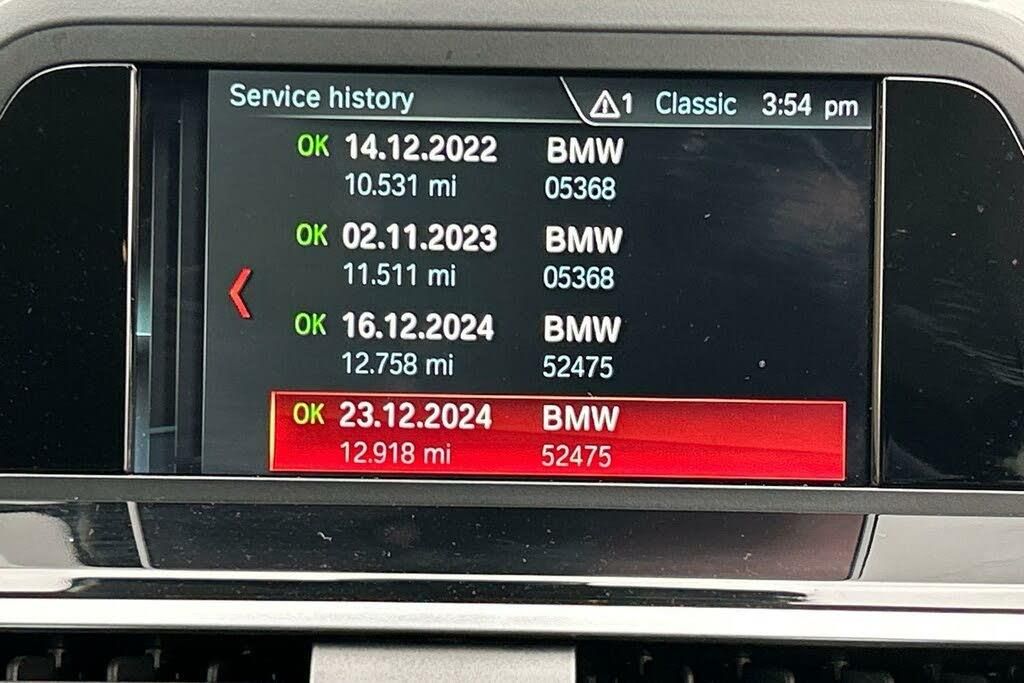 Service history 1 Classic 3:54 pm
OK 14.12.2022 BMW
10.531 mi 05368
OK 02.11.2023 BMW
11.511 mi 05368
OK 16.12.2024 BMW
12.758 mi 52475
OK 23.12.2024 BMW
12.918 mi 52475